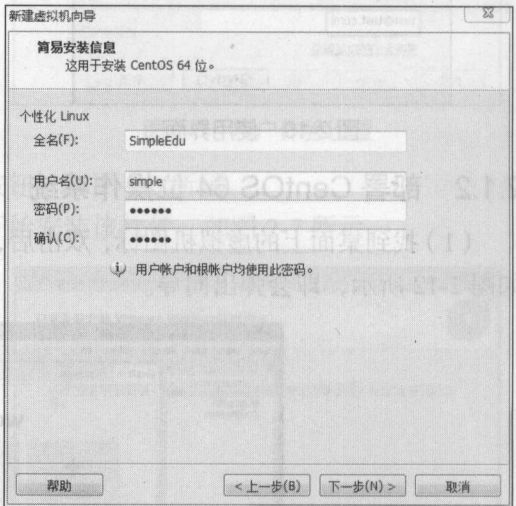 新建虚拟机向导
简易安装信息
这用于安装 CentOS 64 位。
个性化 Linux
全名(F): SimpleEdu
用户名(U): simple
密码(P): ●●●●●●
确认(C): ●●●●●●
用户帐户和根帐户均使用此密码。
帮助 < 上一步(B) 下一步(N) > 取消